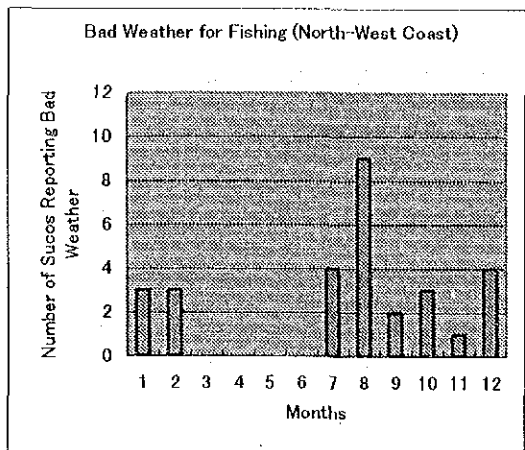 Bad Weather for Fishing (North-West Coast)
Number of Sucos Reporting Bad
Weather
12
10
8
6
4
2
0
1 2 3 4 5 6 7 8 9 10 11 12
Months